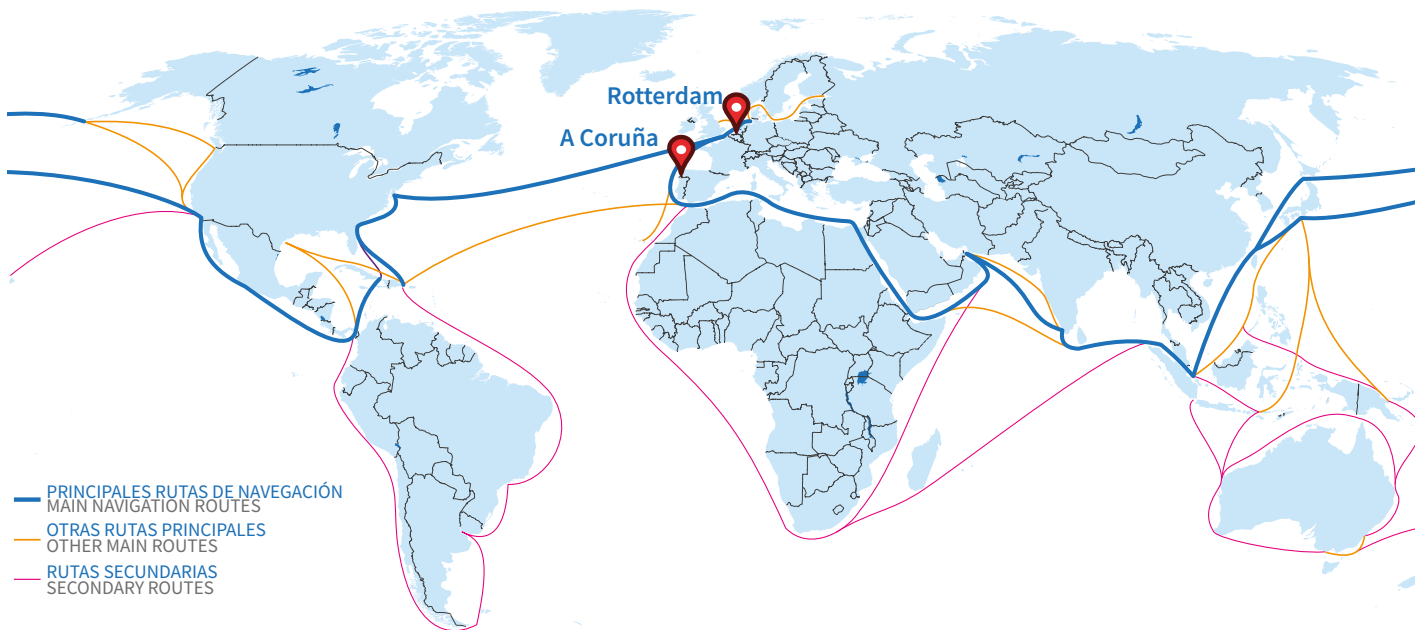 Rotterdam
A Coruña
PRINCIPALES RUTAS DE NAVEGACIÓN
MAIN NAVIGATION ROUTES
OTRAS RUTAS PRINCIPALES
OTHER MAIN ROUTES
RUTAS SECUNDARIAS
SECONDARY ROUTES